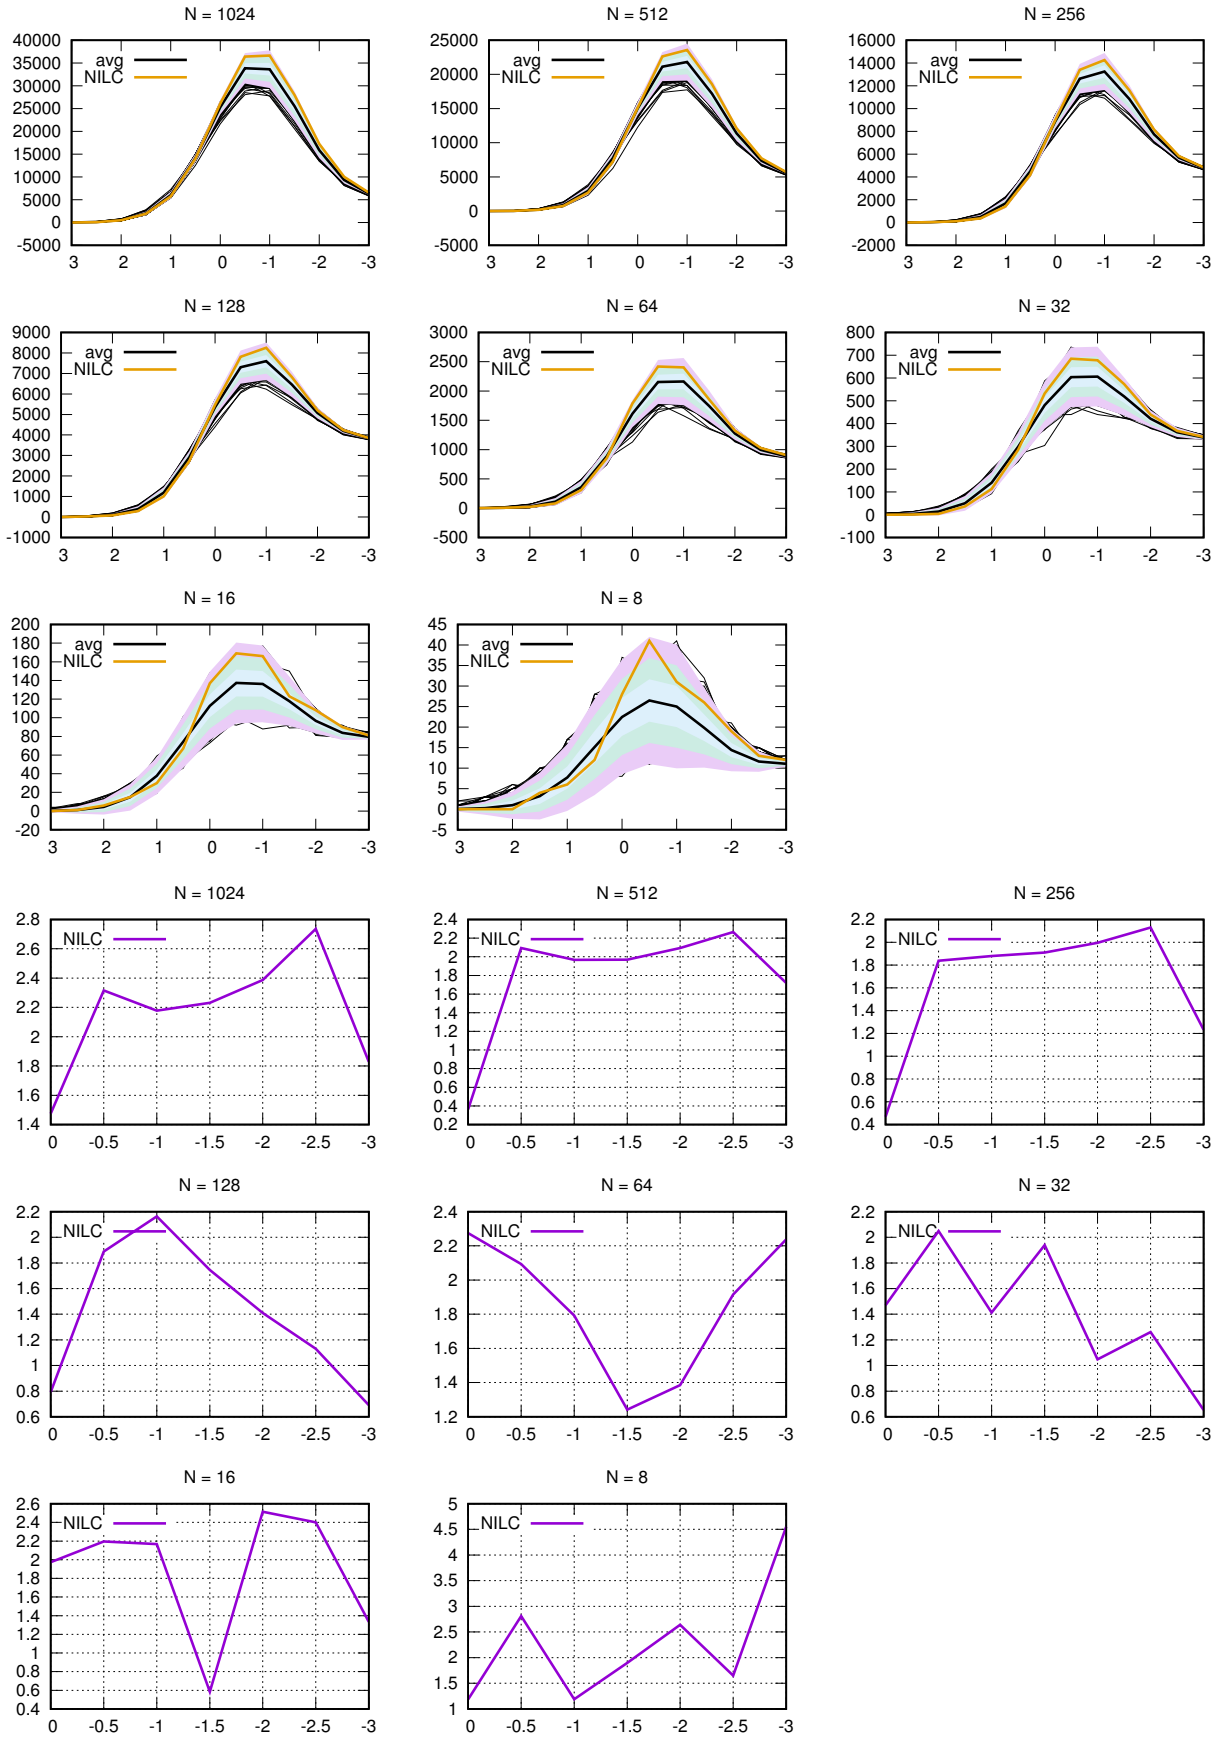 N = 1024
N = 512
N = 256
40000
35000
30000
25000
20000
15000
10000
5000
0
-5000
avg
NILC
3 2 1 0 -1 -2 -3
25000
20000
15000
10000
5000
0
-5000
avg
NILC
3 2 1 0 -1 -2 -3
16000
14000
12000
10000
8000
6000
4000
2000
0
-2000
avg
NILC
3 2 1 0 -1 -2 -3
N = 128
N = 64
N = 32
9000
8000
7000
6000
5000
4000
3000
2000
1000
0
-1000
avg
NILC
3 2 1 0 -1 -2 -3
3000
2500
2000
1500
1000
500
0
-500
avg
NILC
3 2 1 0 -1 -2 -3
800
700
600
500
400
300
200
100
0
-100
avg
NILC
3 2 1 0 -1 -2 -3
N = 16
N = 8
200
180
160
140
120
100
80
60
40
20
0
-20
avg
NILC
3 2 1 0 -1 -2 -3
45
40
35
30
25
20
15
10
5
0
-5
avg
NILC
3 2 1 0 -1 -2 -3
N = 1024
N = 512
N = 256
2.8
2.6
2.4
2.2
2
1.8
1.6
1.4
NILC
0 -0.5 -1 -1.5 -2 -2.5 -3
2.4
2.2
2
1.8
1.6
1.4
1.2
1
0.8
0.6
0.4
0.2
NILC
0 -0.5 -1 -1.5 -2 -2.5 -3
2.2
2
1.8
1.6
1.4
1.2
1
0.8
0.6
0.4
NILC
0 -0.5 -1 -1.5 -2 -2.5 -3
N = 128
N = 64
N = 32
2.2
2
1.8
1.6
1.4
1.2
1
0.8
0.6
NILC
0 -0.5 -1 -1.5 -2 -2.5 -3
2.4
2.2
2
1.8
1.6
1.4
1.2
NILC
0 -0.5 -1 -1.5 -2 -2.5 -3
2.2
2
1.8
1.6
1.4
1.2
1
0.8
0.6
NILC
0 -0.5 -1 -1.5 -2 -2.5 -3
N = 16
N = 8
2.6
2.4
2.2
2
1.8
1.6
1.4
1.2
1
0.8
0.6
0.4
NILC
0 -0.5 -1 -1.5 -2 -2.5 -3
5
4.5
4
3.5
3
2.5
2
1.5
1
NILC
0 -0.5 -1 -1.5 -2 -2.5 -3